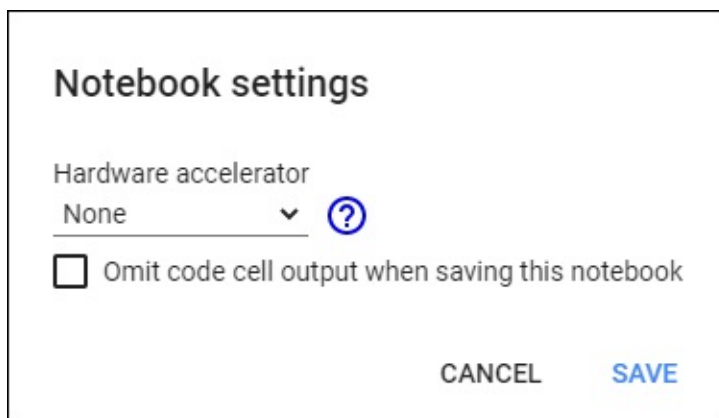 Notebook settings
Hardware accelerator
None
Omit code cell output when saving this notebook
CANCEL SAVE